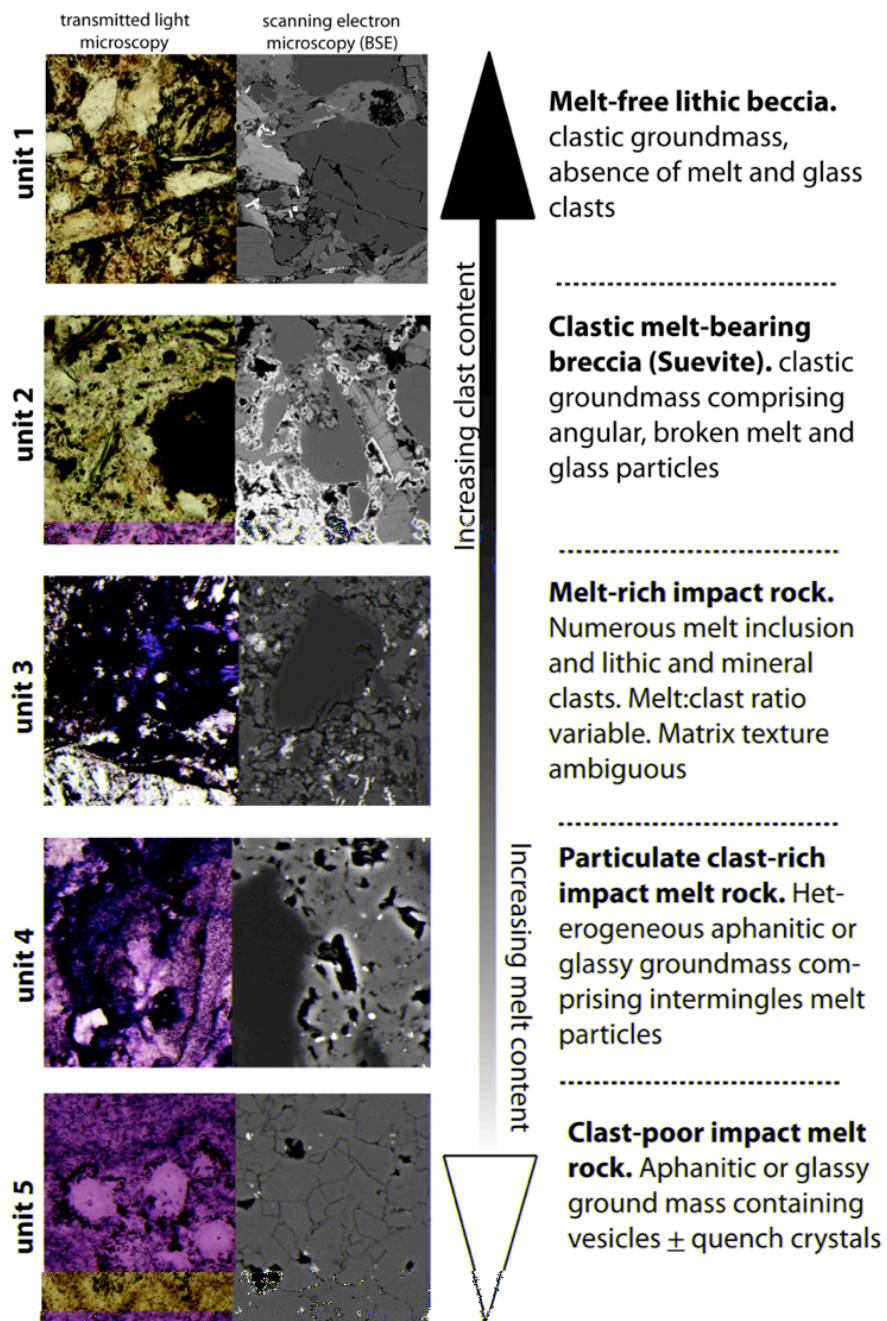 transmitted light
microscopy
scanning electron
microscopy (BSE)
unit 1
Melt-free lithic beccia.
clastic groundmass,
absence of melt and glass
clasts
Increasing clast content
unit 2
Clastic melt-bearing
breccia (Suevite). clastic
groundmass comprising
angular, broken melt and
glass particles
unit 3
Melt-rich impact rock.
Numerous melt inclusion
and lithic and mineral
clasts. Melt:clast ratio
variable. Matrix texture
ambiguous
Increasing melt content
unit 4
Particulate clast-rich
impact melt rock. Het-
erogeneous aphanitic or
glassy groundmass com-
prising intermingles melt
particles
unit 5
Clast-poor impact melt
rock. Aphanitic or glassy
ground mass containing
vesicles ± quench crystals